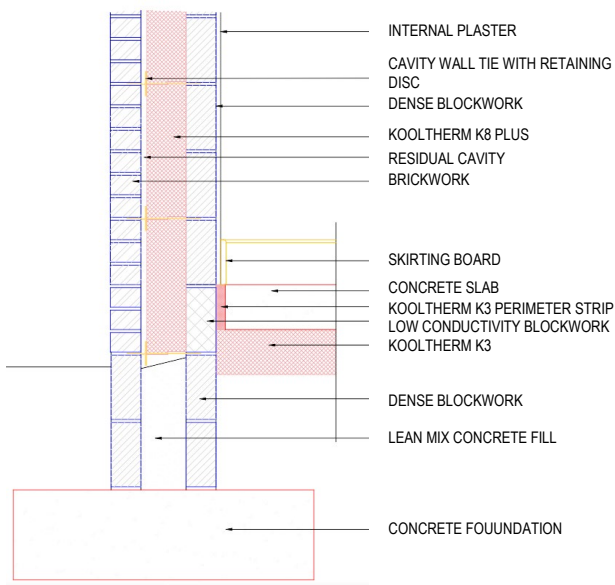 INTERNAL PLASTER
CAVITY WALL TIE WITH RETAINING
DISC
DENSE BLOCKWORK
KOOLTHERM K8 PLUS
RESIDUAL CAVITY
BRICKWORK
SKIRTING BOARD
CONCRETE SLAB
KOOLTHERM K3 PERIMETER STRIP
LOW CONDUCTIVITY BLOCKWORK
KOOLTHERM K3
DENSE BLOCKWORK
LEAN MIX CONCRETE FILL
CONCRETE FOUUNDATION